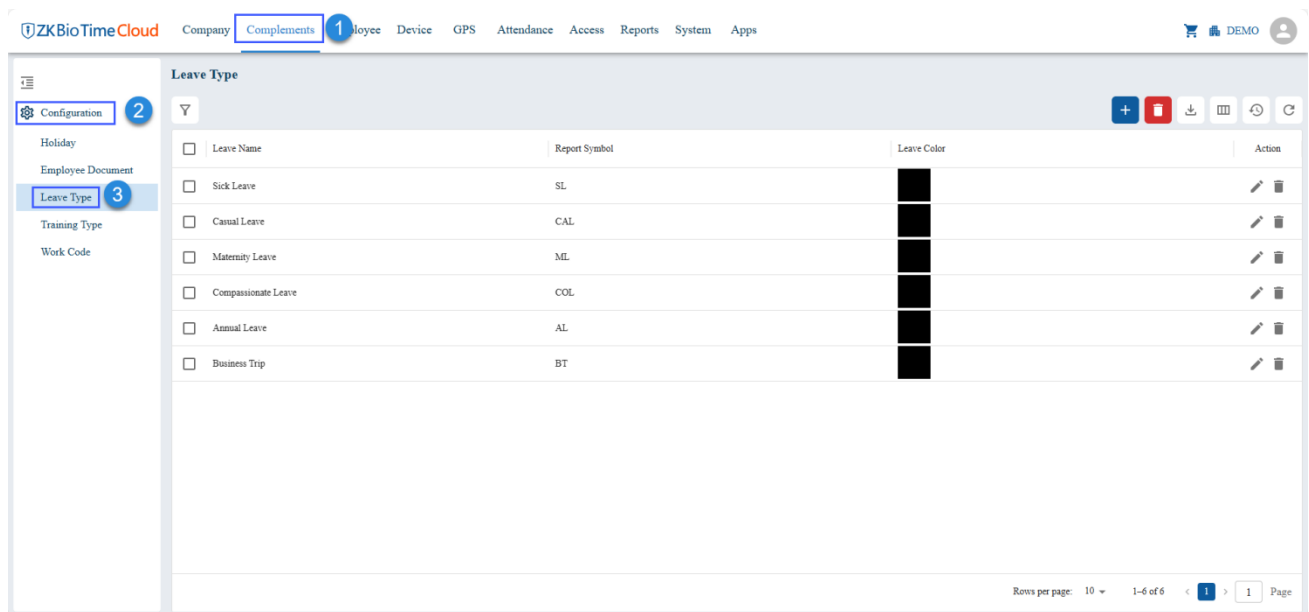 ZKBioTime Cloud Company Complements 1 loyee Device GPS Attendance Access Reports System Apps DEMO
Leave Type
Configuration 2
Holiday
Employee Document
Leave Type 3
Training Type
Work Code
Leave Name Report Symbol Leave Color Action
Sick Leave SL
Casual Leave CAL
Maternity Leave ML
Compassionate Leave COL
Annual Leave AL
Business Trip BT
Rows per page: 10 1-6 of 6 < 1 > 1 Page